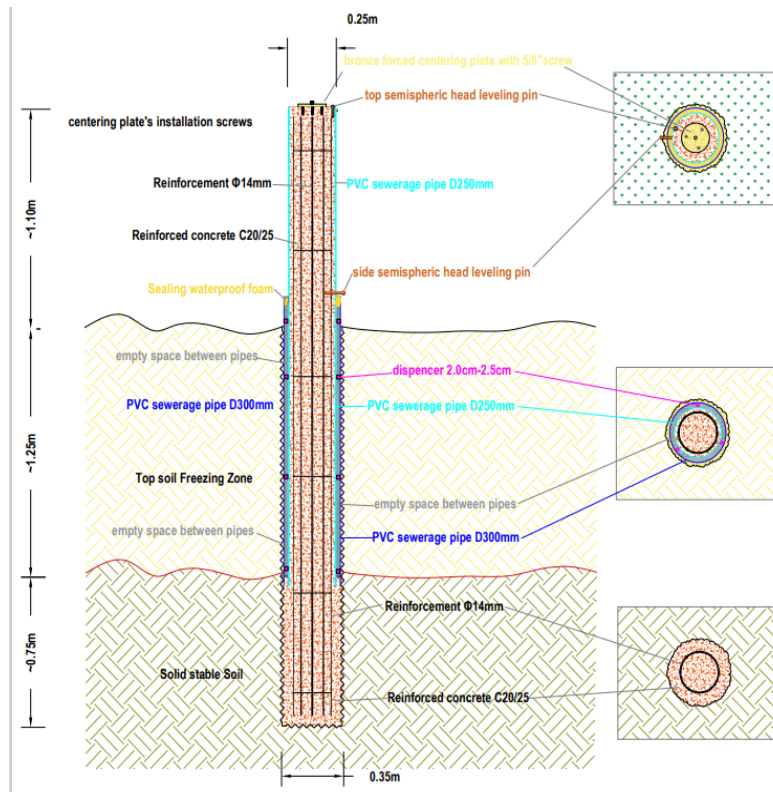 0.25m
bronze forced centering plate with 5/8"screw
top semispheric head leveling pin
centering plate's installation screws
Reinforcement Φ14mm
PVC sewerage pipe D250mm
~1.10m
Reinforced concrete C20/25
side semispheric head leveling pin
Sealing waterproof foam
empty space between pipes
dispencer 2.0cm-2.5cm
PVC sewerage pipe D300mm
PVC sewerage pipe D250mm
~1.25m
Top soil Freezing Zone
empty space between pipes
empty space between pipes
PVC sewerage pipe D300mm
Reinforcement Φ14mm
~0.75m
Solid stable Soil
Reinforced concrete C20/25
0.35m